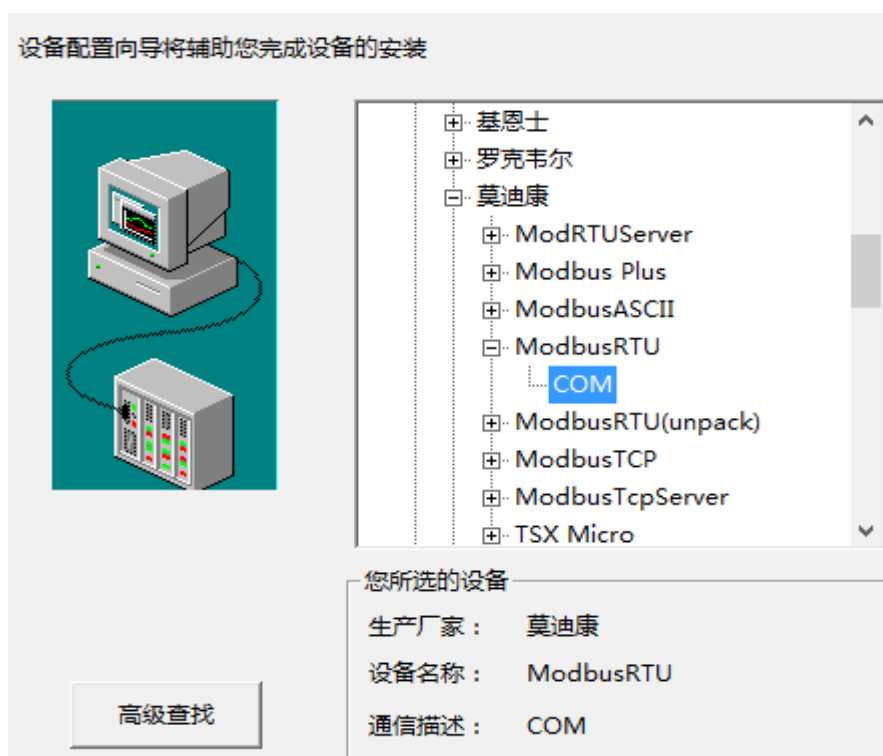 设备配置向导将辅助您完成设备的安装
基恩士
罗克韦尔
莫迪康
ModRTUServer
Modbus Plus
ModbusASCII
ModbusRTU
COM
ModbusRTU(unpack)
ModbusTCP
ModbusTcpServer
TSX Micro
您所选的设备
生产厂家： 莫迪康
设备名称： ModbusRTU
通信描述： COM
高级查找